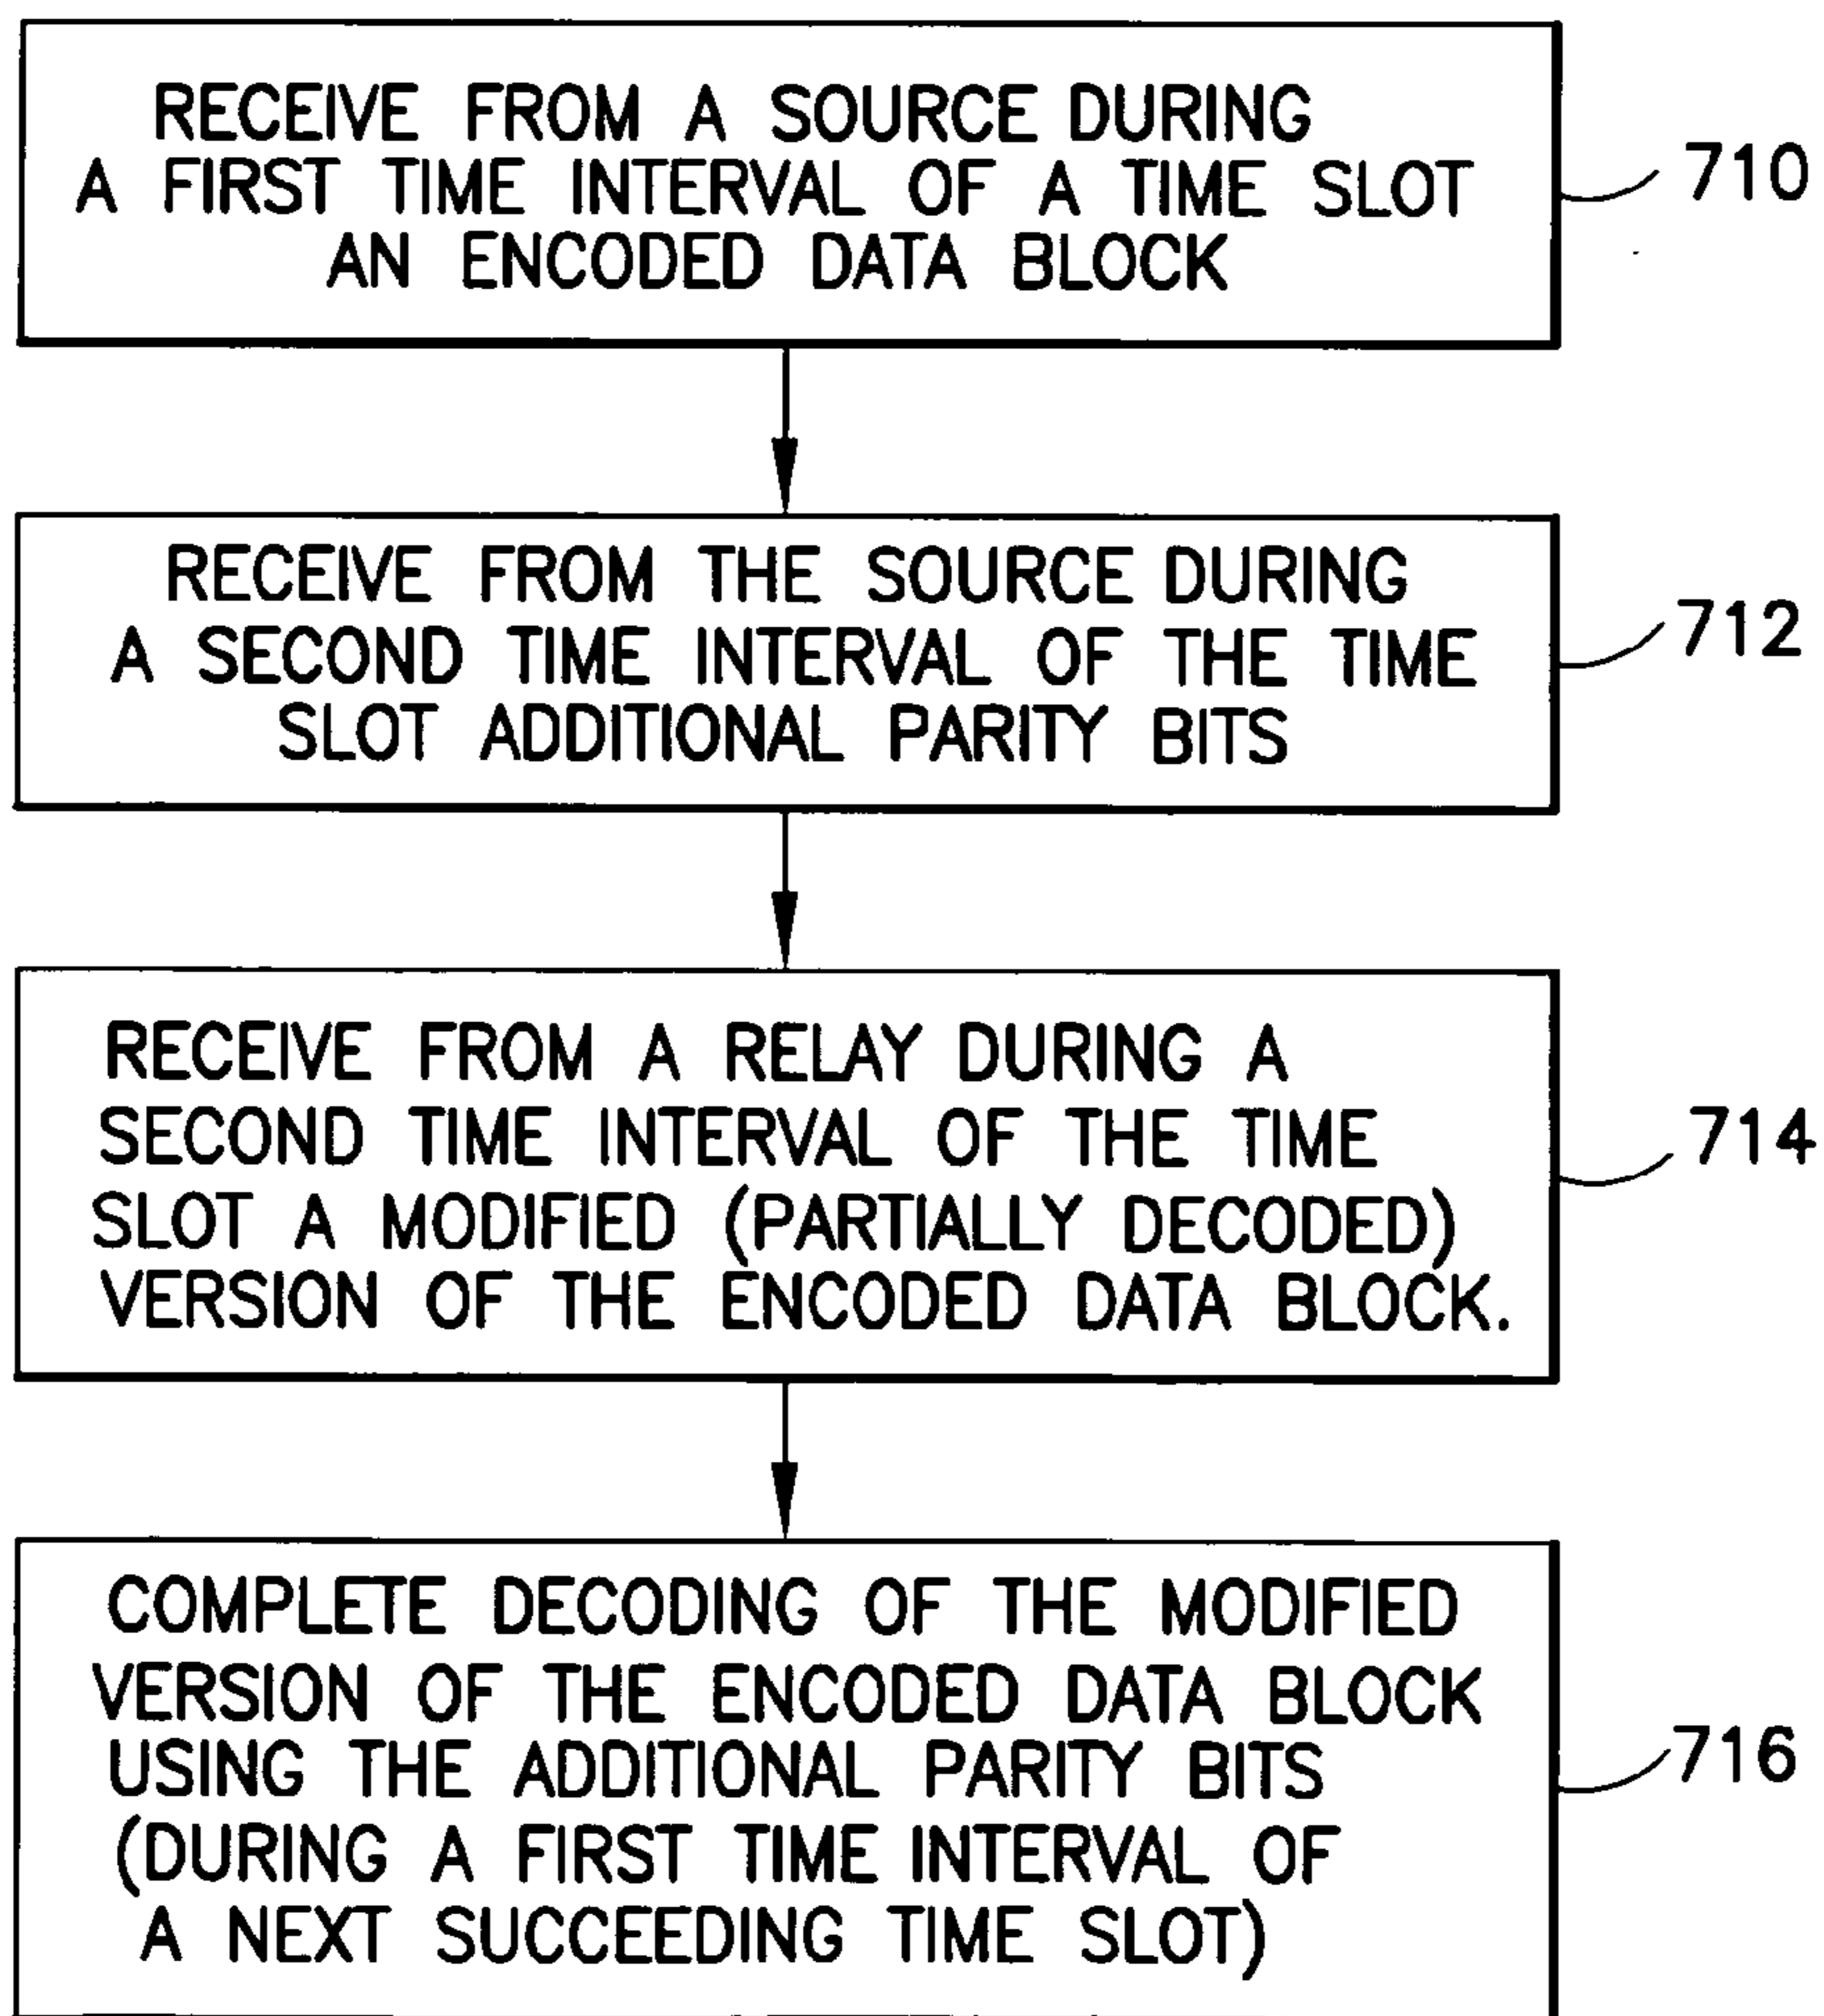 RECEIVE FROM A SOURCE DURING
A FIRST TIME INTERVAL OF A TIME SLOT
AN ENCODED DATA BLOCK
710
RECEIVE FROM THE SOURCE DURING
A SECOND TIME INTERVAL OF THE TIME
SLOT ADDITIONAL PARITY BITS
712
RECEIVE FROM A RELAY DURING A
SECOND TIME INTERVAL OF THE TIME
SLOT A MODIFIED (PARTIALLY DECODED)
VERSION OF THE ENCODED DATA BLOCK.
714
COMPLETE DECODING OF THE MODIFIED
VERSION OF THE ENCODED DATA BLOCK
USING THE ADDITIONAL PARITY BITS
(DURING A FIRST TIME INTERVAL OF
A NEXT SUCCEEDING TIME SLOT)
716